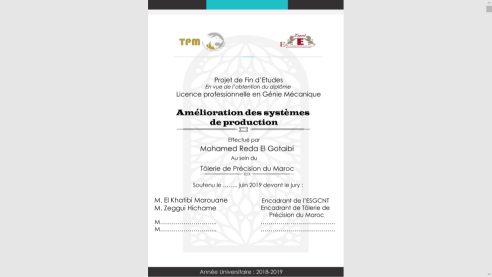 TPM
E
Projet de Fin d'Etudes
En vue de l'obtention du diplôme
Licence professionnelle en Génie Mécanique
Amélioration des systèmes
de production
Effectué par
Mohamed Reda El Gotaibi
Au sein du
Tôlerie de Précision du Maroc
Soutenu le ........ juin 2019 devant le jury :
M. El Khatibi Marouane Encadrant de l'ESGCNT
M. Zeggui Hichame Encadrant de Tôlerie de
Précision du Maroc
M............................ ....................................
M............................ ....................................
Année Universitaire : 2018-2019